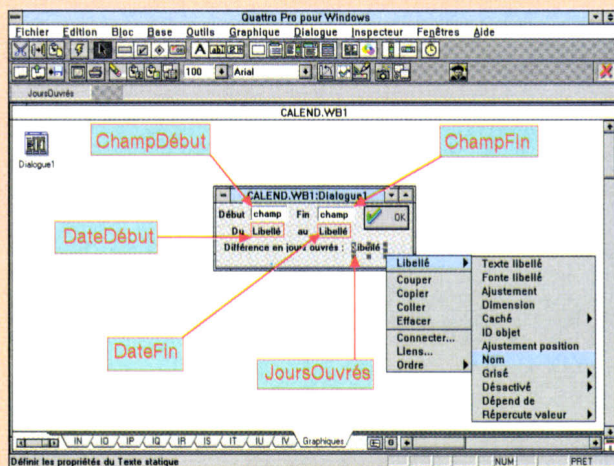 Quattro Pro pour Windows
Fichier Edition Bloc Base Outils Graphique Dialogue Inspecteur Fenêtres Aide
100 Arial
JoursOuvrés
CALEND.WB1
Dialogue1
ChampDébut
ChampFin
CALEND.WB1:Dialogue1
Début champ Fin champ OK
Du Libellé au Libellé
Différence en jours ouvrés : Libellé
DateDébut
DateFin
JoursOuvrés
Libellé
Couper
Copier
Coller
Effacer
Connecter...
Liens...
Ordre
Texte libellé
Fonte libellé
Ajustement
Dimension
Caché
ID objet
Ajustement position
Nom
Grisé
Désactivé
Dépend de
Répercute valeur
IN IO IP IQ IR IS IT IU IV Graphiques
Définir les propriétés du Texte statique NUM PRET